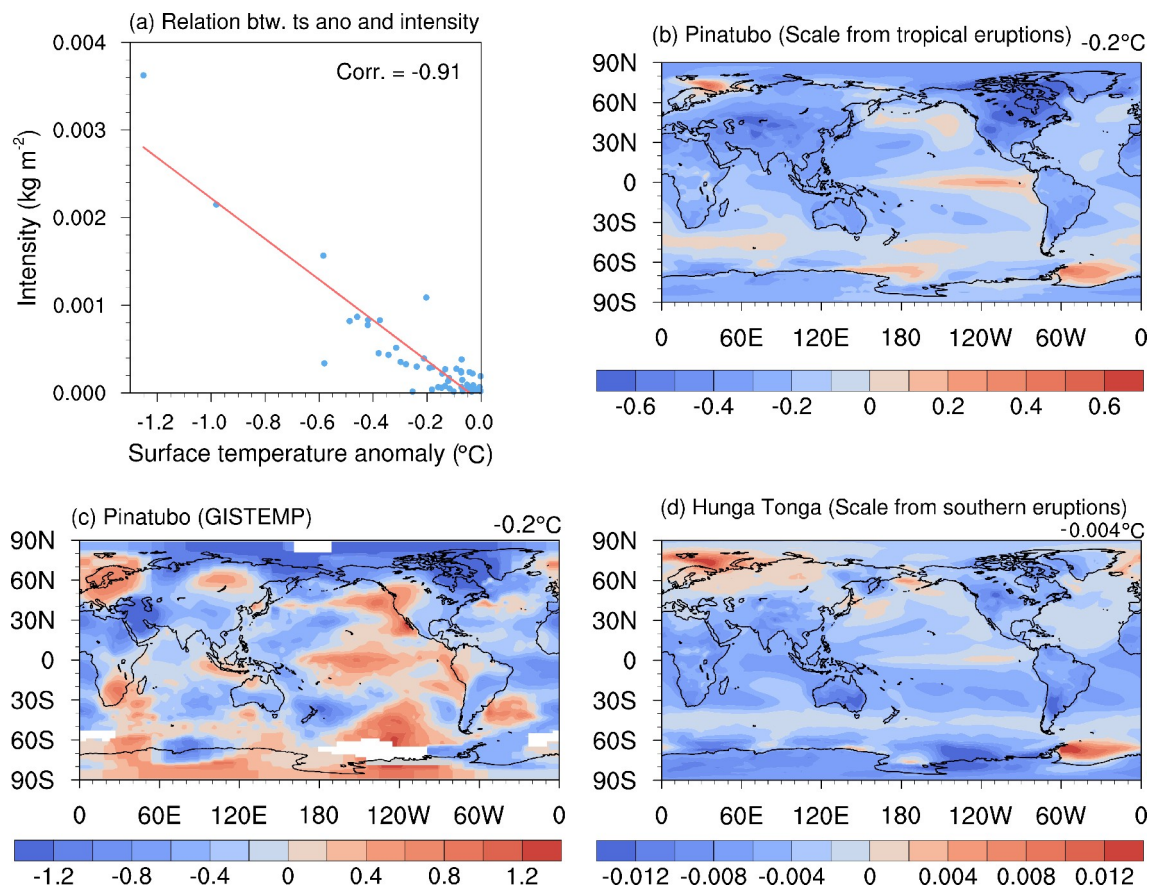 (a) Relation btw. ts ano and intensity
Corr. = -0.91
0.004
0.003
0.002
0.001
0.000
Intensity (kg m-2)
-1.2 -1.0 -0.8 -0.6 -0.4 -0.2 0.0
Surface temperature anomaly (°C)
(b) Pinatubo (Scale from tropical eruptions) -0.2°C
90N
60N
30N
0
30S
60S
90S
0 60E 120E 180 120W 60W 0
-0.6 -0.4 -0.2 0 0.2 0.4 0.6
(c) Pinatubo (GISTEMP) -0.2°C
90N
60N
30N
0
30S
60S
90S
0 60E 120E 180 120W 60W 0
-1.2 -0.8 -0.4 0 0.4 0.8 1.2
(d) Hunga Tonga (Scale from southern eruptions)
-0.004°C
90N
60N
30N
0
30S
60S
90S
0 60E 120E 180 120W 60W 0
-0.012 -0.008 -0.004 0 0.004 0.008 0.012